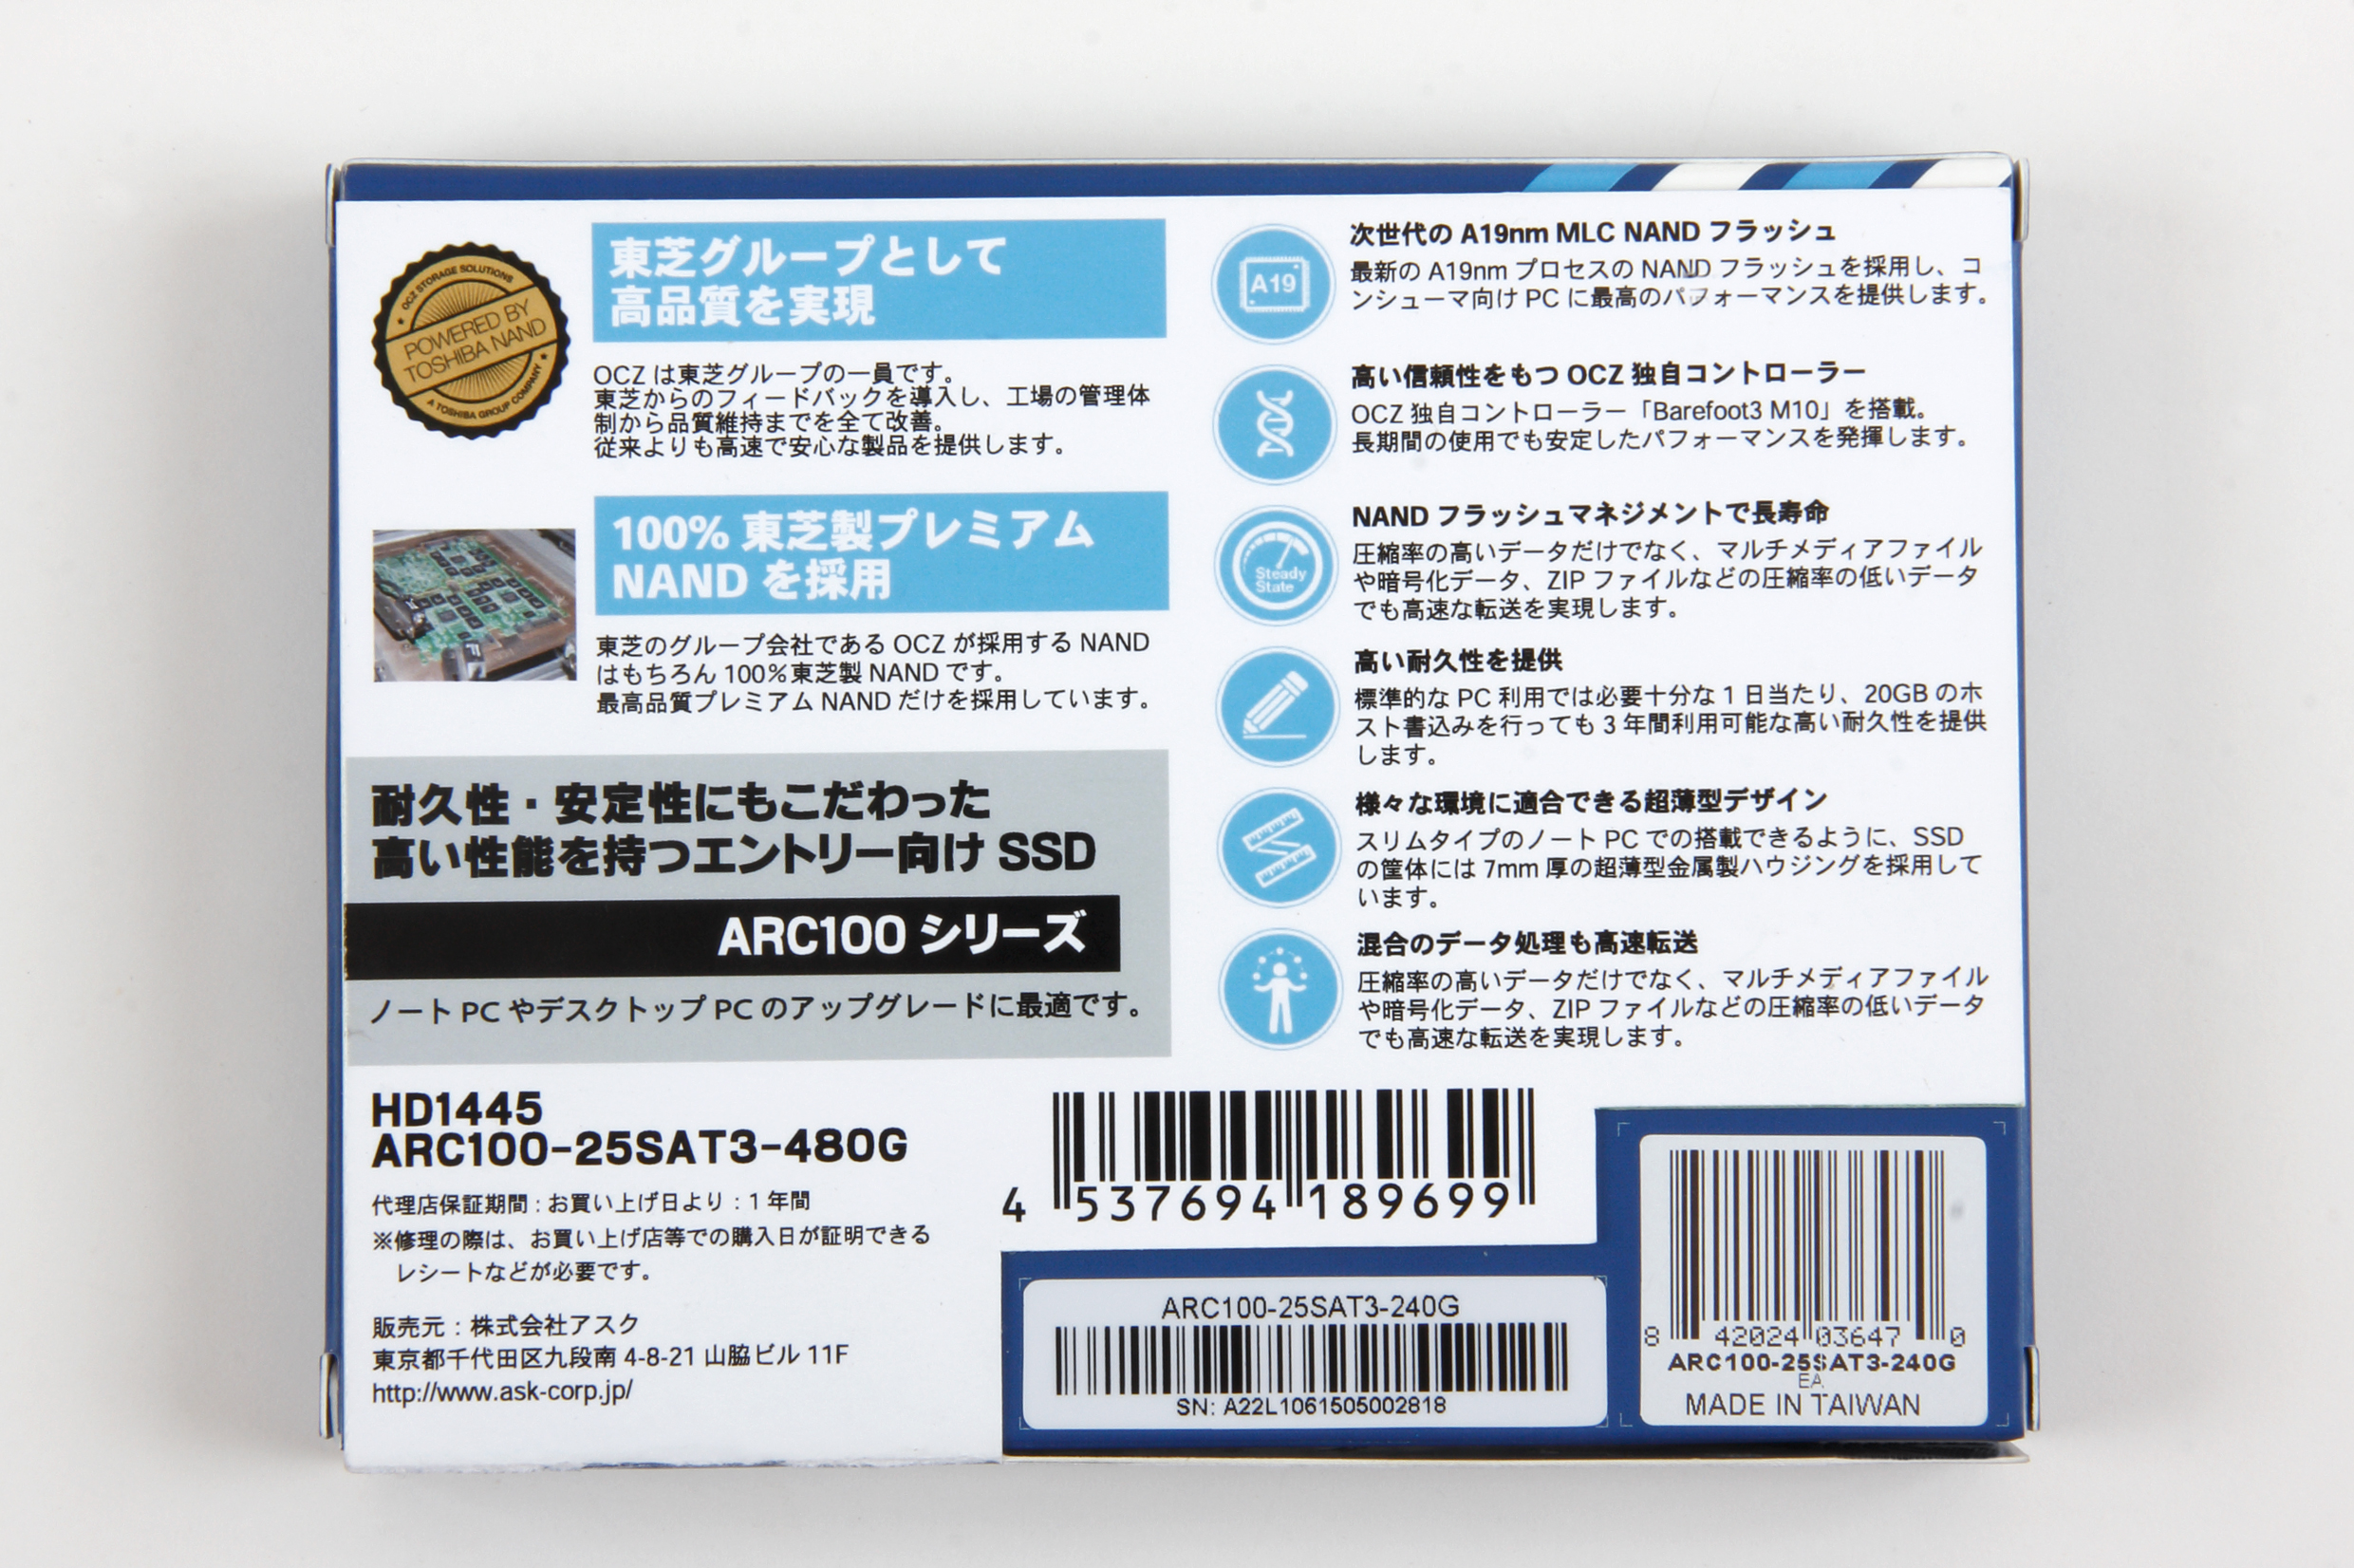 OCZ STORAGE SOLUTIONS
POWERED BY
TOSHIBA NAND
A TOSHIBA GROUP COMPANY
東芝グループとして
高品質を実現
OCZ は東芝グループの一員です。
東芝からのフィードバックを導入し、工場の管理体
制から品質維持までを全て改善。
従来よりも高速で安心な製品を提供します。
100% 東芝製プレミアム
NAND を採用
東芝のグループ会社である OCZ が採用する NAND
はもちろん 100%東芝製 NAND です。
最高品質プレミアム NAND だけを採用しています。
耐久性・安定性にもこだわった
高い性能を持つエントリー向け SSD
ARC100 シリーズ
ノート PC やデスクトップ PC のアップグレードに最適です。
A19
次世代の A19nm MLC NAND フラッシュ
最新の A19nm プロセスの NAND フラッシュを採用し、コ
ンシューマ向け PC に最高のパフォーマンスを提供します。
高い信頼性をもつ OCZ 独自コントローラー
OCZ 独自コントローラー「Barefoot3 M10」を搭載。
長期間の使用でも安定したパフォーマンスを発揮します。
Steady
State
NAND フラッシュマネジメントで長寿命
圧縮率の高いデータだけでなく、マルチメディアファイル
や暗号化データ、ZIP ファイルなどの圧縮率の低いデータ
でも高速な転送を実現します。
高い耐久性を提供
標準的な PC 利用では必要十分な 1 日当たり、20GB のホ
スト書込みを行っても 3 年間利用可能な高い耐久性を提供
します。
様々な環境に適合できる超薄型デザイン
スリムタイプのノート PC での搭載できるように、SSD
の筐体には 7mm 厚の超薄型金属製ハウジングを採用して
います。
混合のデータ処理も高速転送
圧縮率の高いデータだけでなく、マルチメディアファイル
や暗号化データ、ZIP ファイルなどの圧縮率の低いデータ
でも高速な転送を実現します。
HD1445
ARC100-25SAT3-480G
代理店保証期間 : お買い上げ日より : 1 年間
※修理の際は、お買い上げ店等での購入日が証明できる
レシートなどが必要です。
販売元 : 株式会社アスク
東京都千代田区九段南 4-8-21 山脇ビル 11F
http://www.ask-corp.jp/
4 537694 189699
ARC100-25SAT3-240G
SN: A22L1061505002818
8 42024 03647 0
ARC100-25SAT3-240G
EA
MADE IN TAIWAN